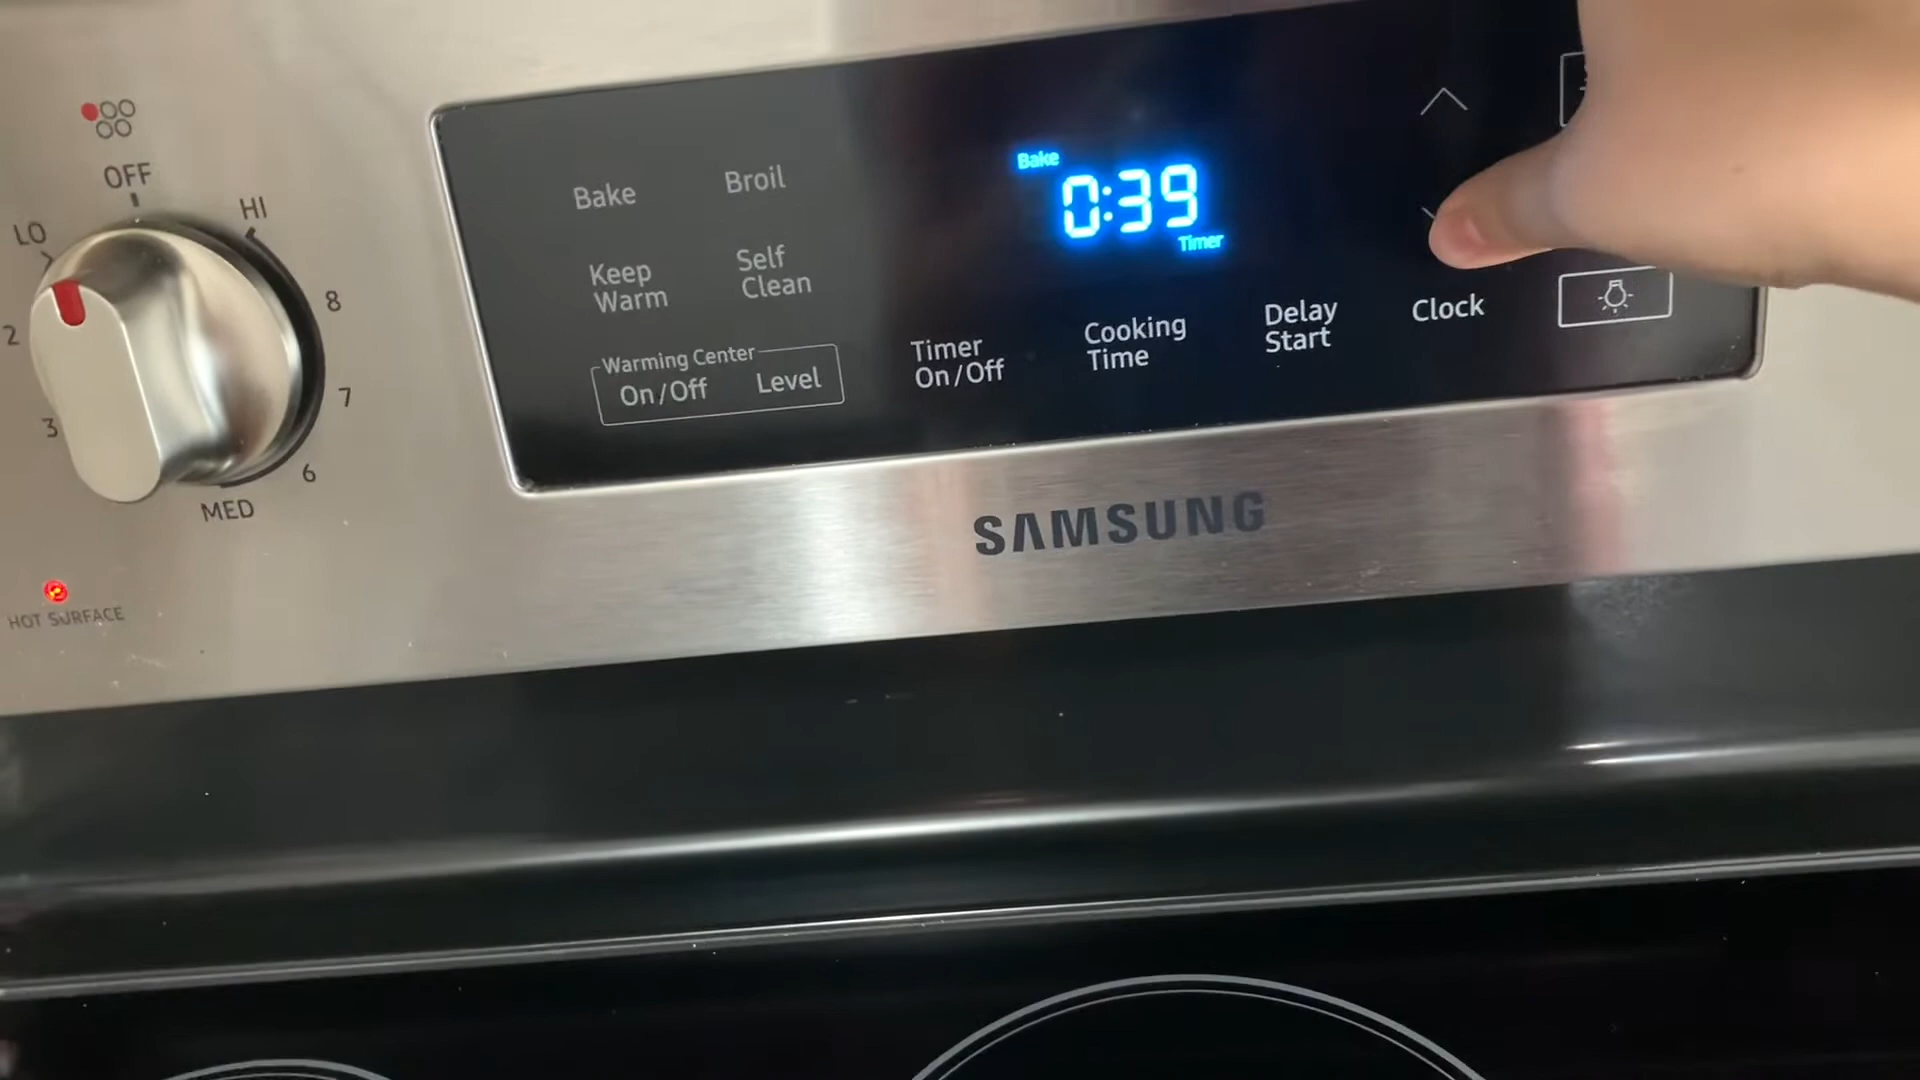 OFF
HI
LO
8
2
7
3
6
MED
HOT SURFACE
Bake
Broil
Keep
Warm
Self
Clean
Warming Center
On/Off
Level
Bake
0:39
Timer
Timer
On/Off
Cooking
Time
Delay
Start
Clock
SAMSUNG